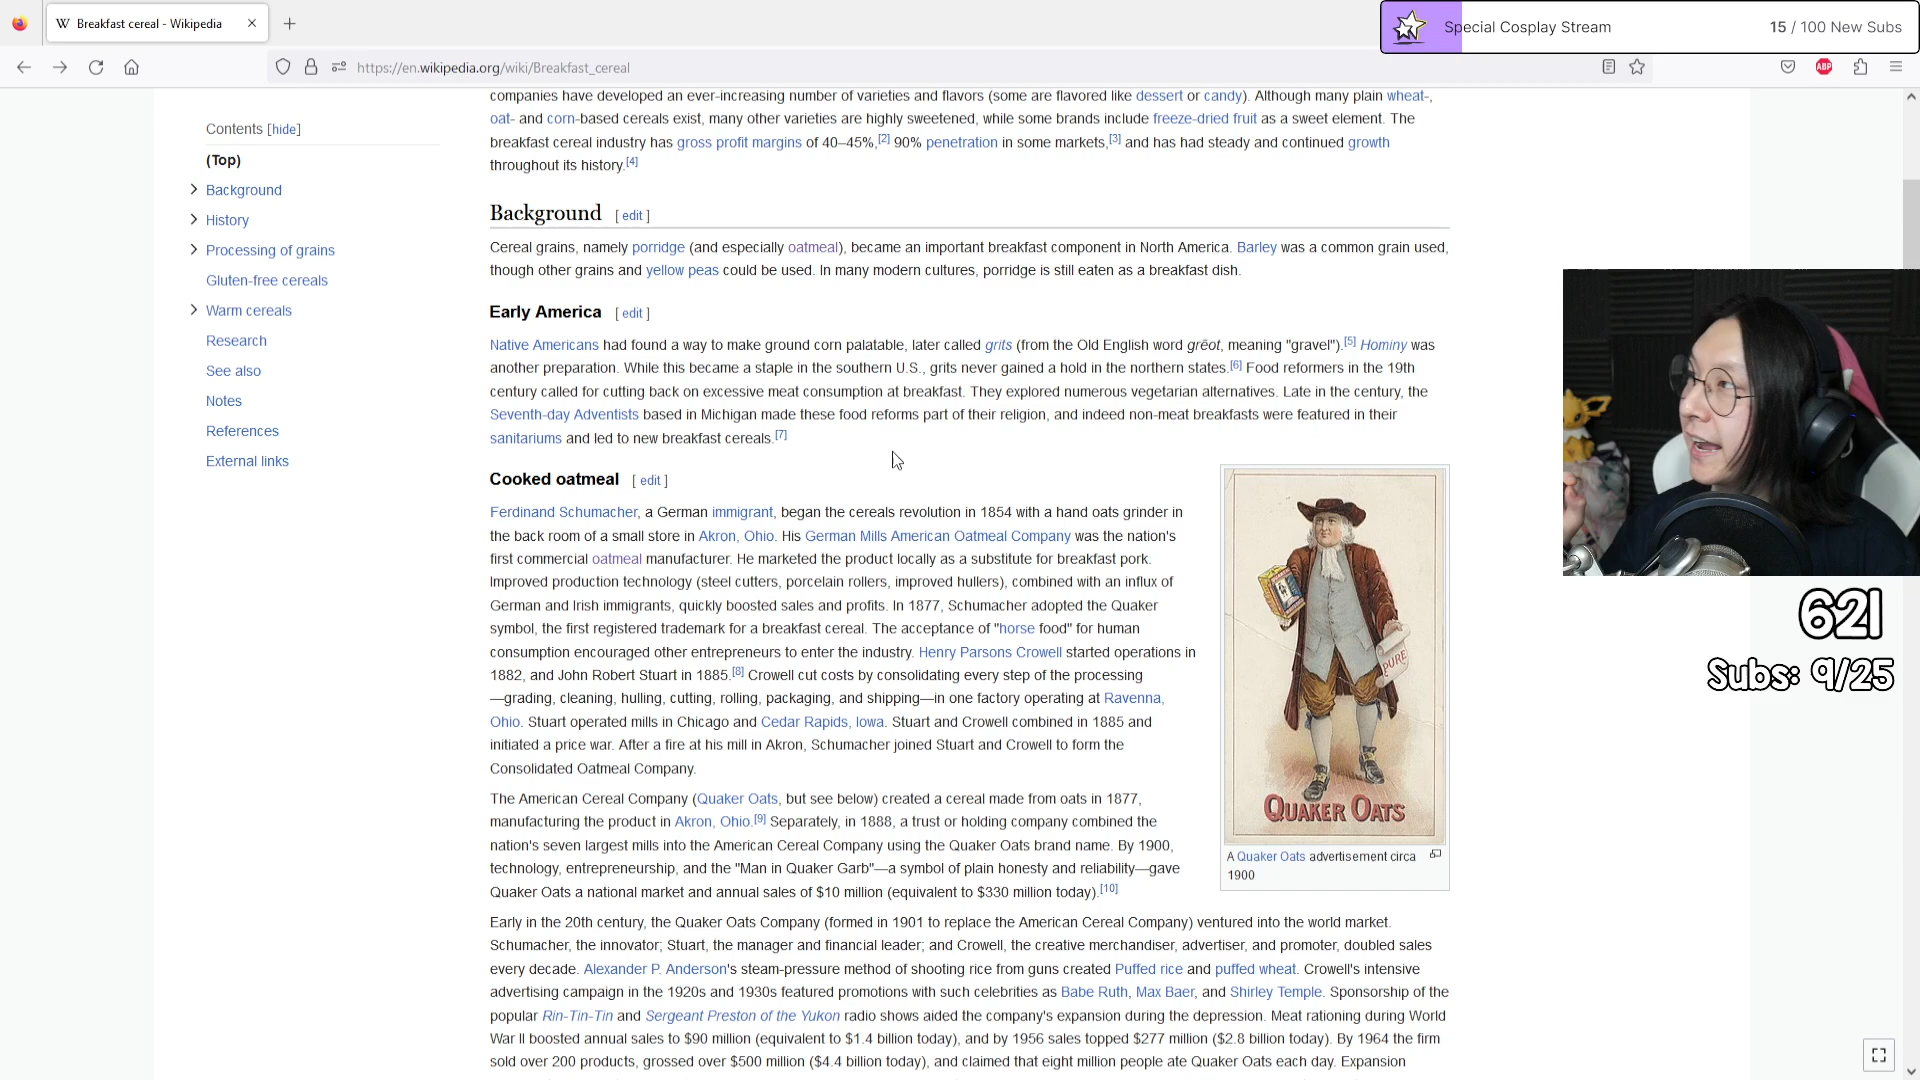 Breakfast cereal - Wikipedia
Special Cosplay Stream 15 / 100 New Subs
https://en.wikipedia.org/wiki/Breakfast_cereal
ABP
Contents [hide]
(Top)
Background
History
Processing of grains
Gluten-free cereals
Warm cereals
Research
See also
Notes
References
External links
companies have developed an ever-increasing number of varieties and flavors (some are flavored like dessert or candy). Although many plain wheat-,
oat- and corn-based cereals exist, many other varieties are highly sweetened, while some brands include freeze-dried fruit as a sweet element. The
breakfast cereal industry has gross profit margins of 40–45%,[2] 90% penetration in some markets,[3] and has had steady and continued growth
throughout its history.[4]
Background [ edit ]
Cereal grains, namely porridge (and especially oatmeal), became an important breakfast component in North America. Barley was a common grain used,
though other grains and yellow peas could be used. In many modern cultures, porridge is still eaten as a breakfast dish.
Early America [ edit ]
Native Americans had found a way to make ground corn palatable, later called grits (from the Old English word grēot, meaning "gravel").[5] Hominy was
another preparation. While this became a staple in the southern U.S., grits never gained a hold in the northern states.[6] Food reformers in the 19th
century called for cutting back on excessive meat consumption at breakfast. They explored numerous vegetarian alternatives. Late in the century, the
Seventh-day Adventists based in Michigan made these food reforms part of their religion, and indeed non-meat breakfasts were featured in their
sanitariums and led to new breakfast cereals.[7]
Cooked oatmeal [ edit ]
Ferdinand Schumacher, a German immigrant, began the cereals revolution in 1854 with a hand oats grinder in
the back room of a small store in Akron, Ohio. His German Mills American Oatmeal Company was the nation's
first commercial oatmeal manufacturer. He marketed the product locally as a substitute for breakfast pork.
Improved production technology (steel cutters, porcelain rollers, improved hullers), combined with an influx of
German and Irish immigrants, quickly boosted sales and profits. In 1877, Schumacher adopted the Quaker
symbol, the first registered trademark for a breakfast cereal. The acceptance of "horse food" for human
consumption encouraged other entrepreneurs to enter the industry. Henry Parsons Crowell started operations in
1882, and John Robert Stuart in 1885.[8] Crowell cut costs by consolidating every step of the processing
—grading, cleaning, hulling, cutting, rolling, packaging, and shipping—in one factory operating at Ravenna,
Ohio. Stuart operated mills in Chicago and Cedar Rapids, Iowa. Stuart and Crowell combined in 1885 and
initiated a price war. After a fire at his mill in Akron, Schumacher joined Stuart and Crowell to form the
Consolidated Oatmeal Company.
The American Cereal Company (Quaker Oats, but see below) created a cereal made from oats in 1877,
manufacturing the product in Akron, Ohio.[9] Separately, in 1888, a trust or holding company combined the
nation's seven largest mills into the American Cereal Company using the Quaker Oats brand name. By 1900,
technology, entrepreneurship, and the "Man in Quaker Garb"—a symbol of plain honesty and reliability—gave
Quaker Oats a national market and annual sales of $10 million (equivalent to $330 million today).[10]
PURE
QUAKER OATS
A Quaker Oats advertisement circa
1900
Early in the 20th century, the Quaker Oats Company (formed in 1901 to replace the American Cereal Company) ventured into the world market.
Schumacher, the innovator; Stuart, the manager and financial leader; and Crowell, the creative merchandiser, advertiser, and promoter, doubled sales
every decade. Alexander P. Anderson's steam-pressure method of shooting rice from guns created Puffed rice and puffed wheat. Crowell's intensive
advertising campaign in the 1920s and 1930s featured promotions with such celebrities as Babe Ruth, Max Baer, and Shirley Temple. Sponsorship of the
popular Rin-Tin-Tin and Sergeant Preston of the Yukon radio shows aided the company's expansion during the depression. Meat rationing during World
War II boosted annual sales to $90 million (equivalent to $1.4 billion today), and by 1956 sales topped $277 million ($2.8 billion today). By 1964 the firm
sold over 200 products, grossed over $500 million ($4.4 billion today), and claimed that eight million people ate Quaker Oats each day. Expansion
621
Subs: 9/25